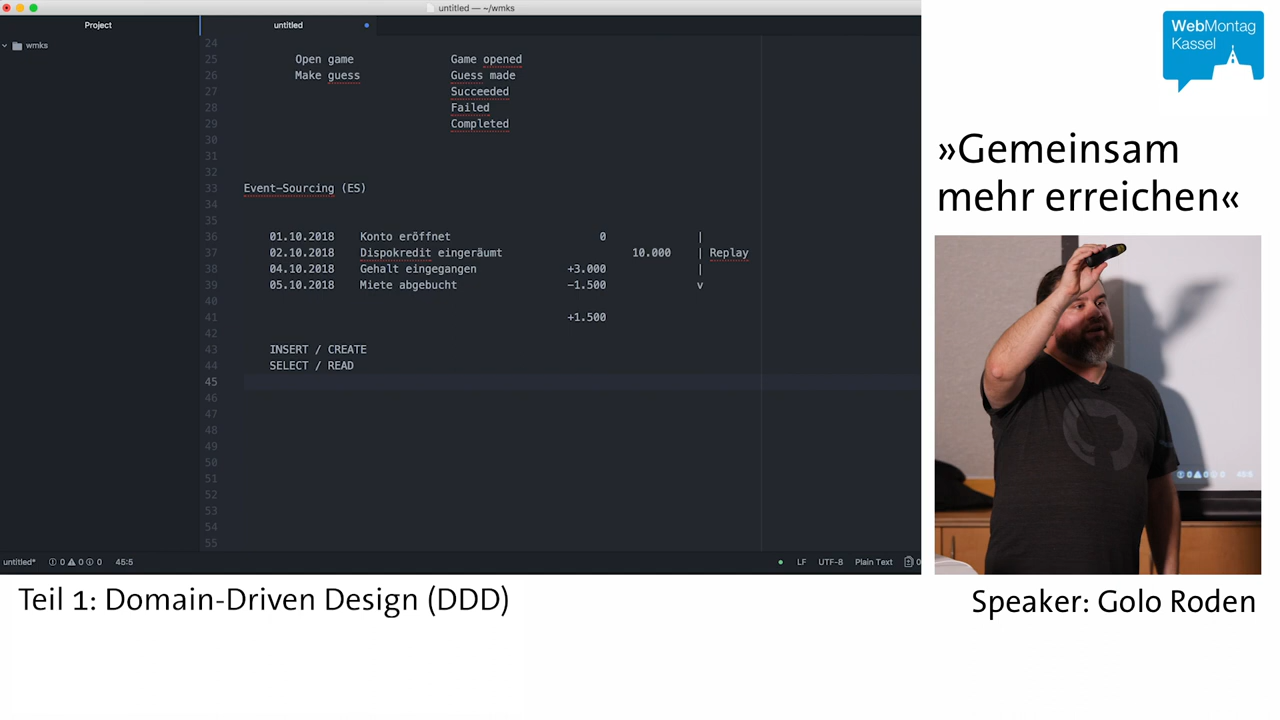 untitled — ~/wmks
Project
untitled
wmks
24
25 Open game Game opened
26 Make guess Guess made
27 Succeeded
28 Failed
29 Completed
30
31
32
33 Event-Sourcing (ES)
34
35
36 01.10.2018 Konto eröffnet 0 |
37 02.10.2018 Dispokredit eingeräumt 10.000 | Replay
38 04.10.2018 Gehalt eingegangen +3.000 |
39 05.10.2018 Miete abgebucht -1.500 v
40
41 +1.500
42
43 INSERT / CREATE
44 SELECT / READ
45
46
47
48
49
50
51
52
53
54
55
untitled* 0 0 0 45:5 LF UTF-8 Plain Text 0
WebMontag
Kassel
»Gemeinsam
mehr erreichen«
Teil 1: Domain-Driven Design (DDD)
Speaker: Golo Roden